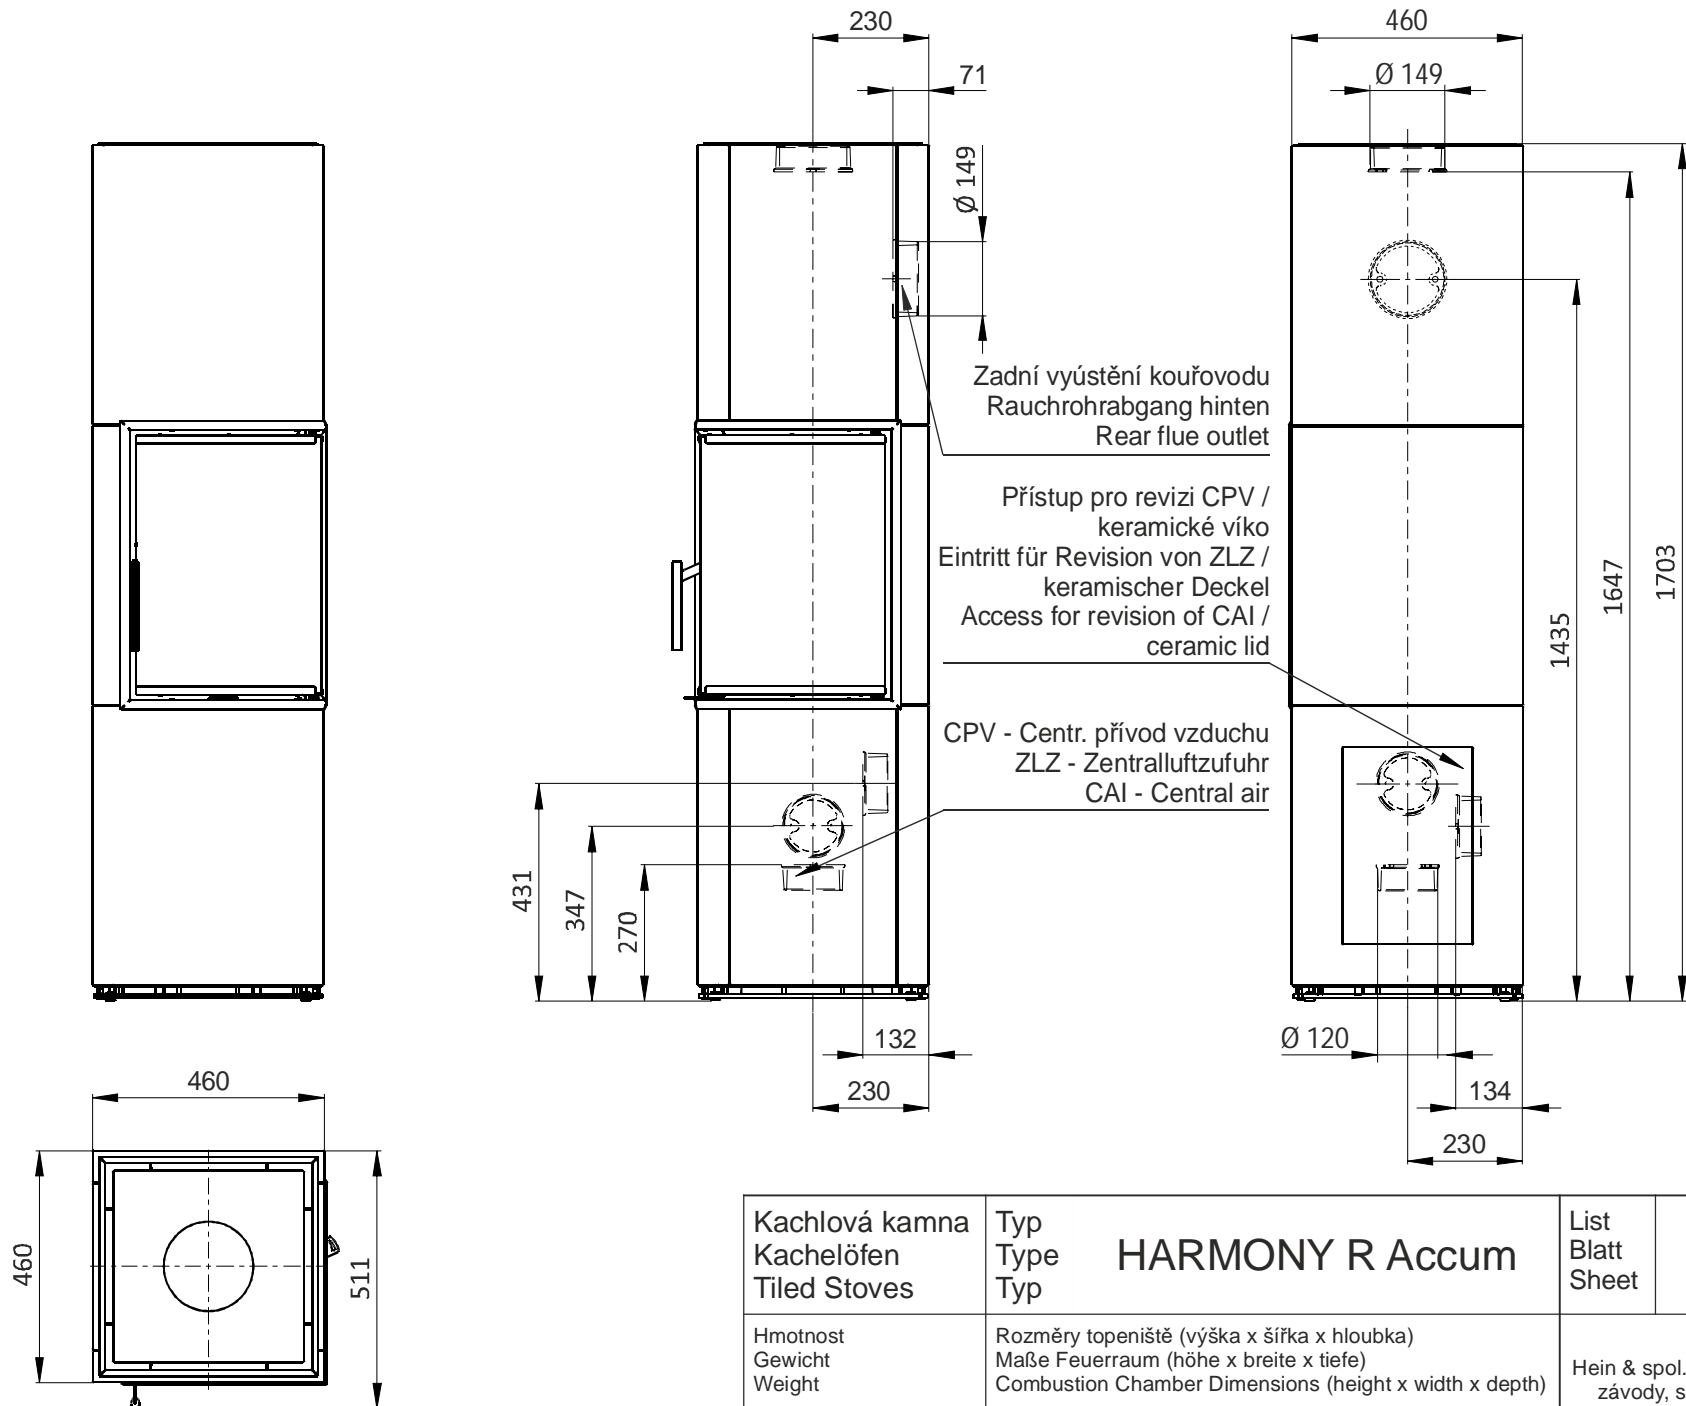 230
71
Ø 149
460
Ø 149
Zadní vyústění kouřovodu
Rauchrohrabgang hinten
Rear flue outlet
Přístup pro revizi CPV /
keramické víko
Eintritt für Revision von ZLZ /
keramischer Deckel
Access for revision of CAI /
ceramic lid
CPV - Centr. přívod vzduchu
ZLZ - Zentralluftzufuhr
CAI - Central air
431
347
270
132
230
1435
1647
1703
Ø 120
134
230
460
460
511
Kachlová kamna
Kachelöfen
Tiled Stoves
Typ
Type
Typ
HARMONY R Accum
List
Blatt
Sheet
Hmotnost
Gewicht
Weight
Rozměry topeniště (výška x šířka x hloubka)
Maße Feuerraum (höhe x breite x tiefe)
Combustion Chamber Dimensions (height x width x depth)
Hein & spol.
závody, s